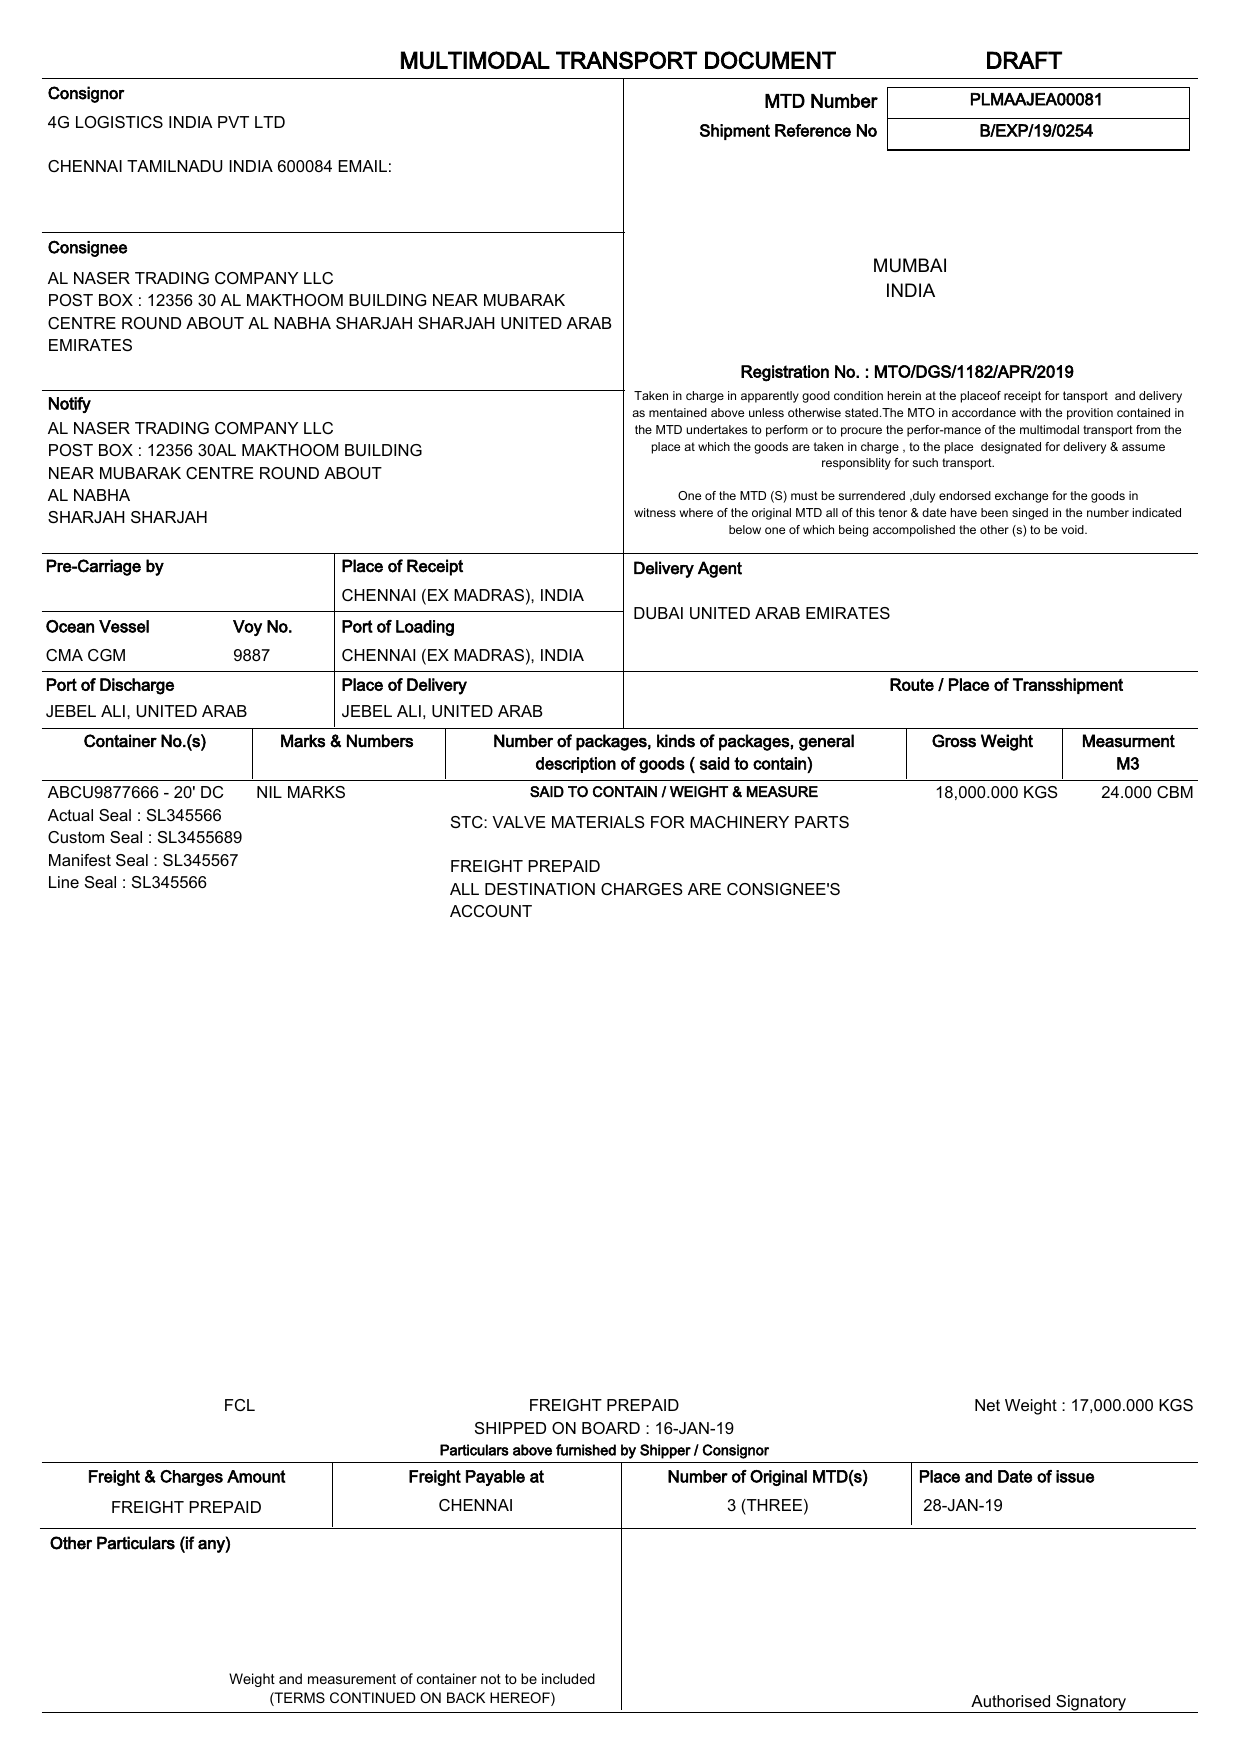 MULTIMODAL TRANSPORT DOCUMENT DRAFT
Consignor
4G LOGISTICS INDIA PVT LTD
CHENNAI TAMILNADU INDIA 600084 EMAIL:
MTD Number PLMAAJEA00081
Shipment Reference No B/EXP/19/0254
Consignee
AL NASER TRADING COMPANY LLC
POST BOX : 12356 30 AL MAKTHOOM BUILDING NEAR MUBARAK
CENTRE ROUND ABOUT AL NABHA SHARJAH SHARJAH UNITED ARAB
EMIRATES
MUMBAI
INDIA
Registration No. : MTO/DGS/1182/APR/2019
Notify
AL NASER TRADING COMPANY LLC
POST BOX : 12356 30AL MAKTHOOM BUILDING
NEAR MUBARAK CENTRE ROUND ABOUT
AL NABHA
SHARJAH SHARJAH
Taken in charge in apparently good condition herein at the placeof receipt for tansport and delivery
as mentained above unless otherwise stated.The MTO in accordance with the provition contained in
the MTD undertakes to perform or to procure the perfor-mance of the multimodal transport from the
place at which the goods are taken in charge , to the place designated for delivery & assume
responsiblity for such transport.
One of the MTD (S) must be surrendered ,duly endorsed exchange for the goods in
witness where of the original MTD all of this tenor & date have been singed in the number indicated
below one of which being accompolished the other (s) to be void.
Pre-Carriage by
Place of Receipt
CHENNAI (EX MADRAS), INDIA
Delivery Agent
DUBAI UNITED ARAB EMIRATES
Ocean Vessel Voy No.
CMA CGM 9887
Port of Loading
CHENNAI (EX MADRAS), INDIA
Port of Discharge
JEBEL ALI, UNITED ARAB
Place of Delivery
JEBEL ALI, UNITED ARAB
Route / Place of Transshipment
Container No.(s)
Marks & Numbers
Number of packages, kinds of packages, general
description of goods ( said to contain)
Gross Weight
Measurment
M3
ABCU9877666 - 20' DC
Actual Seal : SL345566
Custom Seal : SL3455689
Manifest Seal : SL345567
Line Seal : SL345566
NIL MARKS
SAID TO CONTAIN / WEIGHT & MEASURE
STC: VALVE MATERIALS FOR MACHINERY PARTS
FREIGHT PREPAID
ALL DESTINATION CHARGES ARE CONSIGNEE'S
ACCOUNT
18,000.000 KGS
24.000 CBM
FCL FREIGHT PREPAID Net Weight : 17,000.000 KGS
SHIPPED ON BOARD : 16-JAN-19
Particulars above furnished by Shipper / Consignor
Freight & Charges Amount
FREIGHT PREPAID
Freight Payable at
CHENNAI
Number of Original MTD(s)
3 (THREE)
Place and Date of issue
28-JAN-19
Other Particulars (if any)
Weight and measurement of container not to be included
(TERMS CONTINUED ON BACK HEREOF)
Authorised Signatory